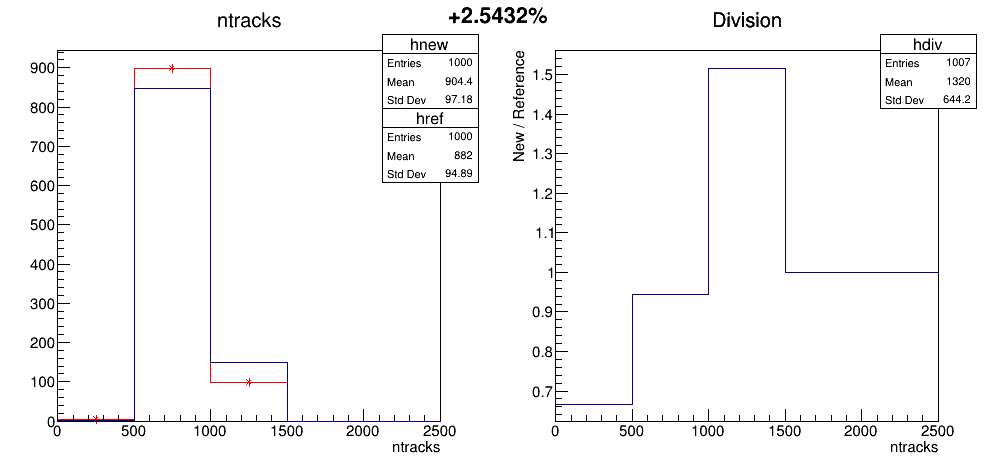 +2.5432%
ntracks
hnew
Entries 1000
Mean 904.4
Std Dev 97.18
href
Entries 1000
Mean 882
Std Dev 94.89
900
800
700
600
500
400
300
200
100
0
0 500 1000 1500 2000 2500
ntracks
Division
hdiv
Entries 1007
Mean 1320
Std Dev 644.2
New / Reference
1.5
1.4
1.3
1.2
1.1
1
0.9
0.8
0.7
0 500 1000 1500 2000 2500
ntracks